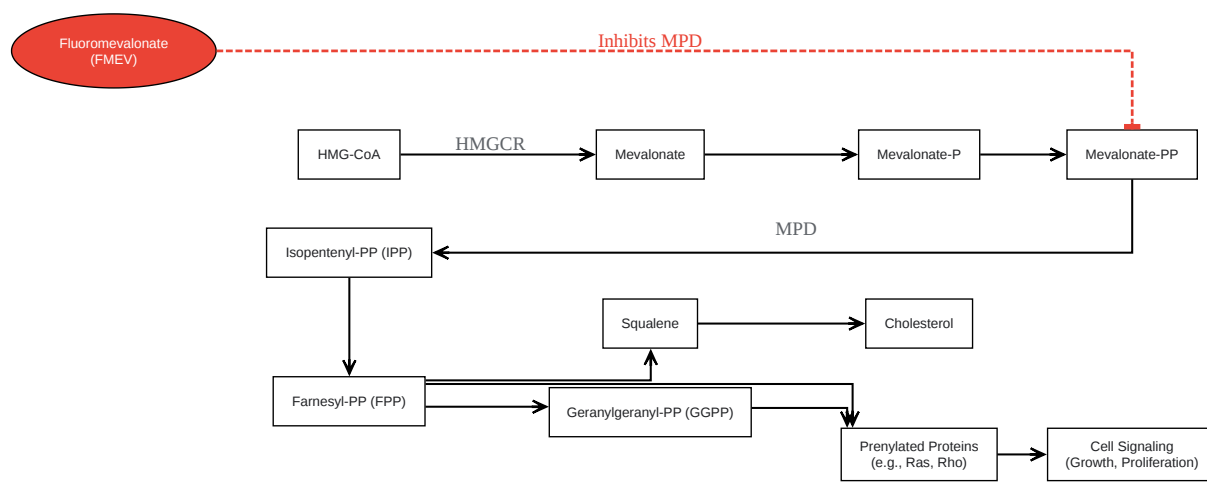 Fluoromevalonate
(FMEV)
Inhibits MPD
HMG-CoA
HMGCR
Mevalonate
Mevalonate-P
Mevalonate-PP
MPD
Isopentenyl-PP (IPP)
Squalene
Cholesterol
Farnesyl-PP (FPP)
Geranylgeranyl-PP (GGPP)
Prenylated Proteins
(e.g., Ras, Rho)
Cell Signaling
(Growth, Proliferation)